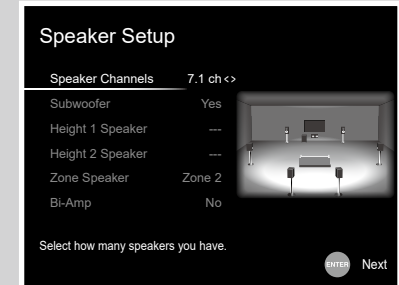 Speaker Setup
Speaker Channels 7.1 ch <>
Subwoofer Yes
Height 1 Speaker ---
Height 2 Speaker ---
Zone Speaker Zone 2
Bi-Amp No
Select how many speakers you have.
ENTER Next